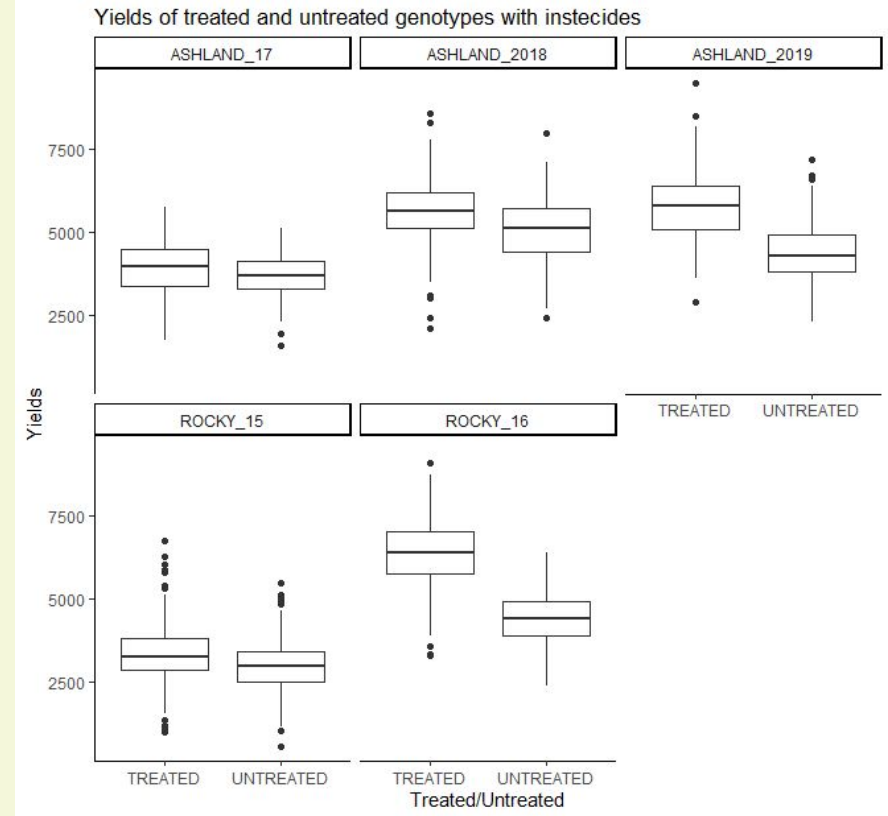 Yields of treated and untreated genotypes with instecides
ASHLAND_17
ASHLAND_2018
ASHLAND_2019
7500
5000
2500
TREATED
UNTREATED
Yields
ROCKY_15
ROCKY_16
7500
5000
2500
TREATED
UNTREATED
TREATED
UNTREATED
Treated/Untreated